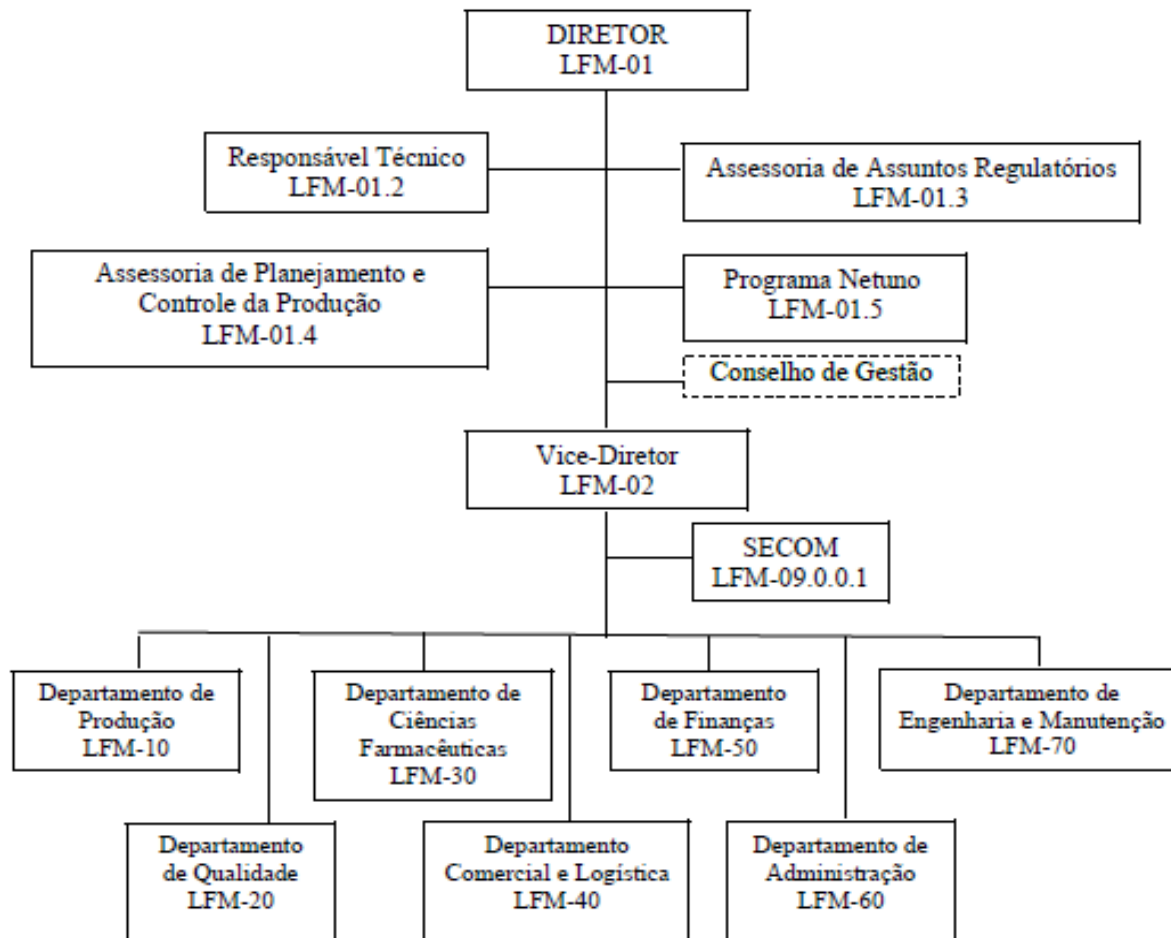 DIRETOR
LFM-01
Responsável Técnico
LFM-01.2
Assessoria de Assuntos Regulatórios
LFM-01.3
Assessoria de Planejamento e
Controle da Produção
LFM-01.4
Programa Netuno
LFM-01.5
Conselho de Gestão
Vice-Diretor
LFM-02
SECOM
LFM-09.0.0.1
Departamento de
Produção
LFM-10
Departamento de
Ciências
Farmacêuticas
LFM-30
Departamento
de Finanças
LFM-50
Departamento de
Engenharia e Manutenção
LFM-70
Departamento
de Qualidade
LFM-20
Departamento
Comercial e Logística
LFM-40
Departamento de
Administração
LFM-60